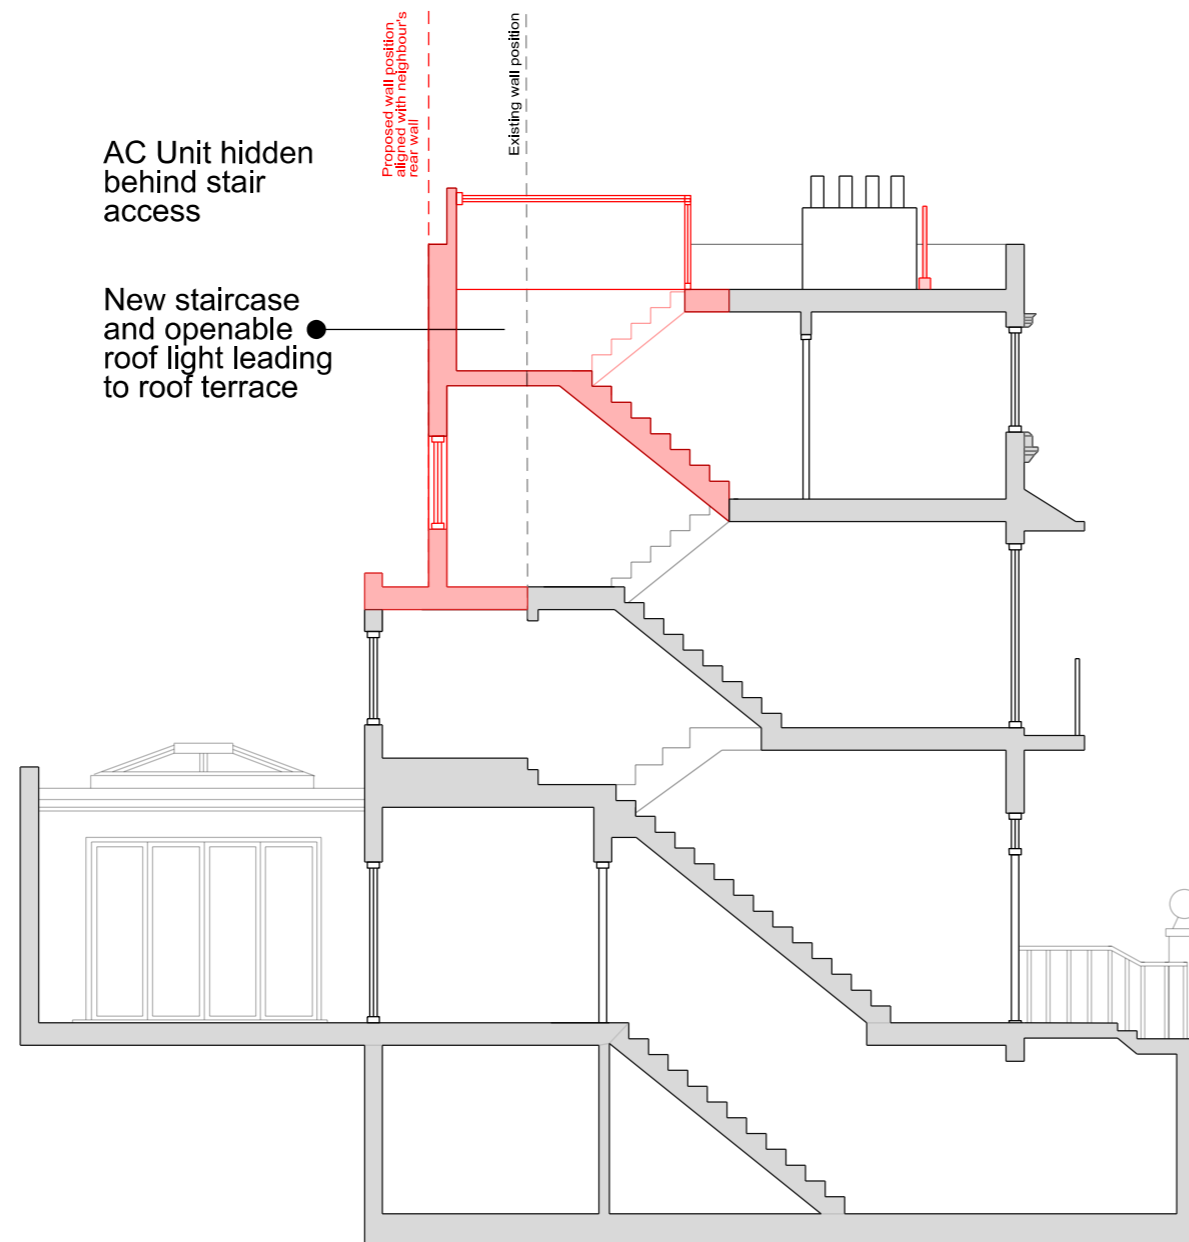 Proposed wall position
aligned with neighbour's
rear wall
Existing wall position
AC Unit hidden
behind stair
access
New staircase
and openable
roof light leading
to roof terrace